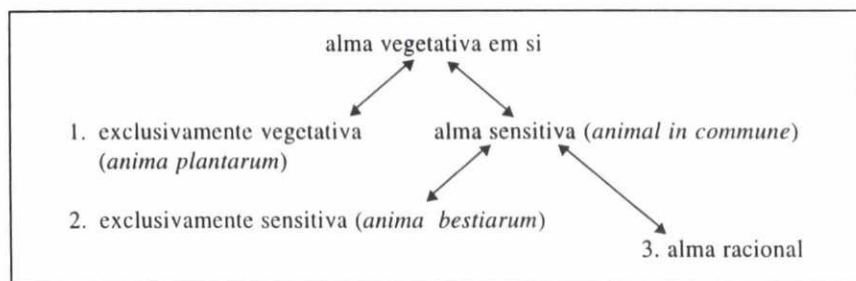 alma vegetativa em si
1. exclusivamente vegetativa alma sensitiva (animal in commune)
(anima plantarum)
2. exclusivamente sensitiva (anima bestiarum)
3. alma racional